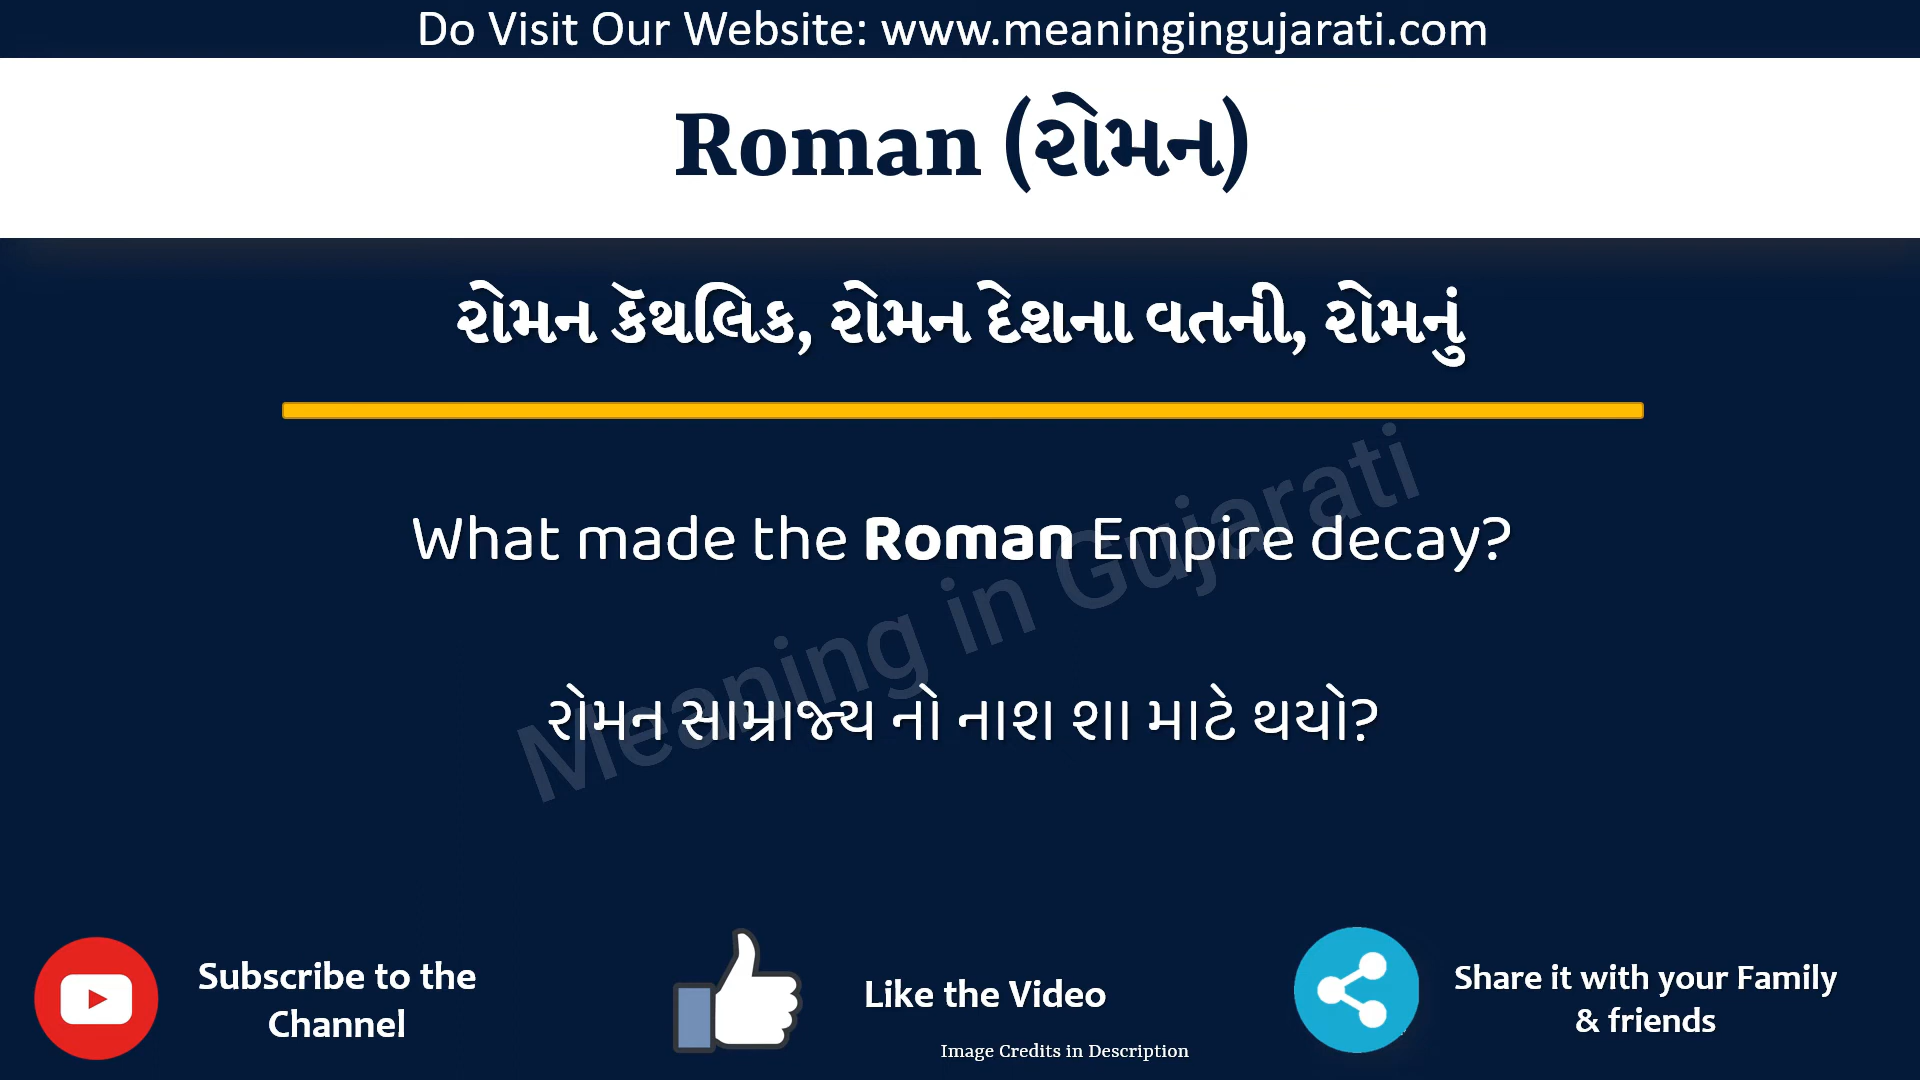 Do Visit Our Website: www.meaningingujarati.com
Roman (રોમન)
રોમન કૅથલિક, રોમન દેશના વતની, રોમનું
What made the Roman Empire decay?
Meaning in Gujarati
રોમન સામ્રાજ્ય નો નાશ શા માટે થયો?
Subscribe to the
Channel
Like the Video
Share it with your Family
& friends
Image Credits in Description